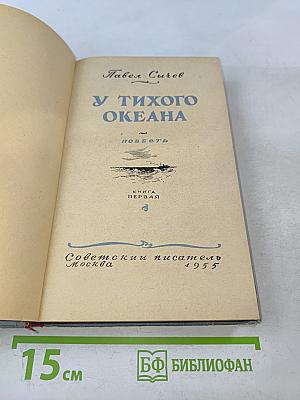 Павел Сычев
У ТИХОГО
ОКЕАНА
ПОВЕСТЬ
КНИГА
ПЕРВАЯ
Советский писатель
Москва 1955
15 см
БФ БИБЛИОФАН